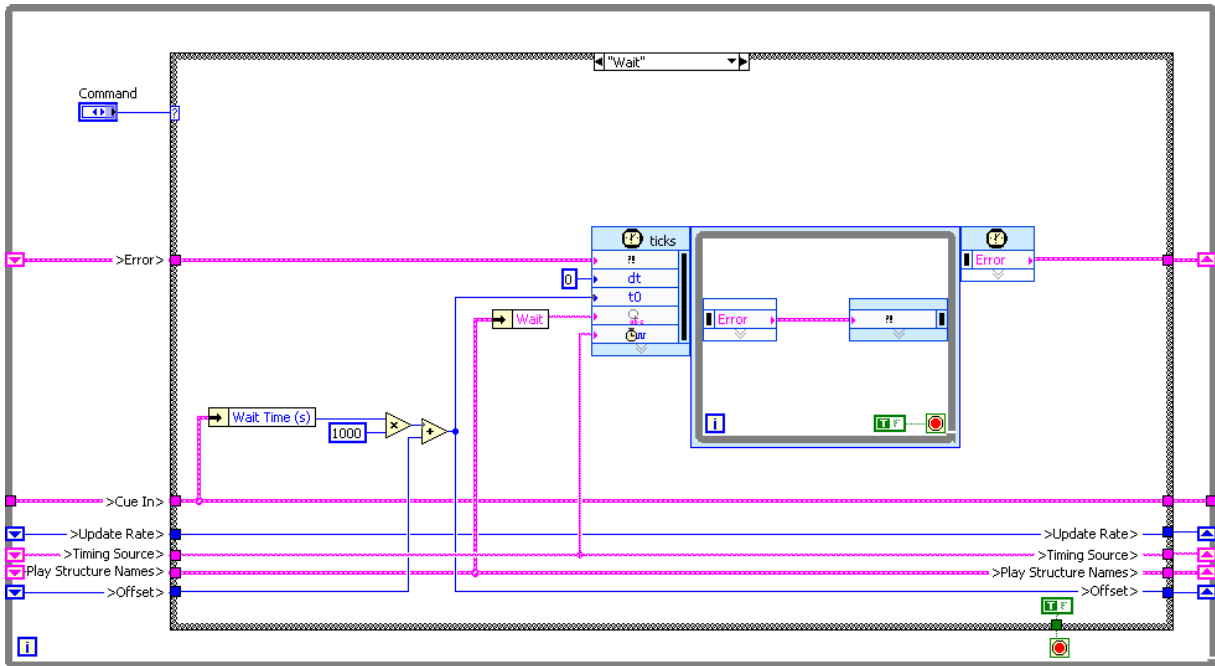 "Wait"
Command
?
ticks
>Error>
?!
Error
0
dt
t0
Wait
abc
Error
?!
Wait Time (s)
x
1000
+
i
T F
>Cue In>
>Update Rate>
>Update Rate>
>Timing Source>
>Timing Source>
>Play Structure Names>
>Play Structure Names>
>Offset>
>Offset>
T F
i